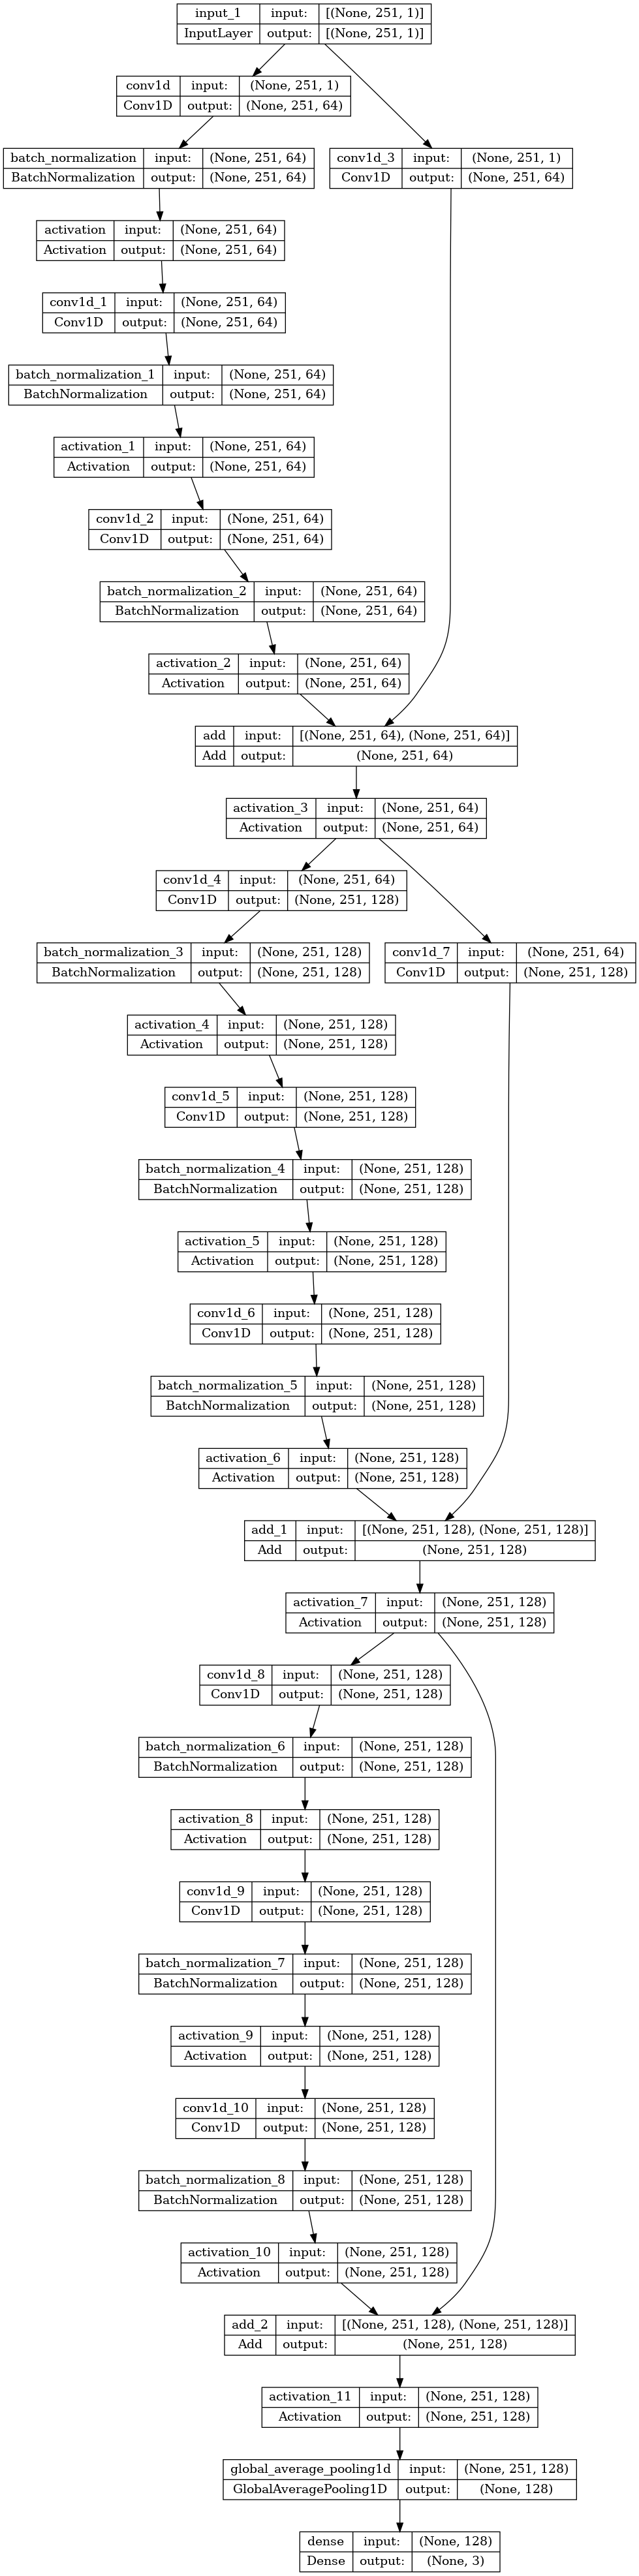 input_1 input: [(None, 251, 1)]
InputLayer output: [(None, 251, 1)]
conv1d input: (None, 251, 1)
Conv1D output: (None, 251, 64)
batch_normalization input: (None, 251, 64)
BatchNormalization output: (None, 251, 64)
conv1d_3 input: (None, 251, 1)
Conv1D output: (None, 251, 64)
activation input: (None, 251, 64)
Activation output: (None, 251, 64)
conv1d_1 input: (None, 251, 64)
Conv1D output: (None, 251, 64)
batch_normalization_1 input: (None, 251, 64)
BatchNormalization output: (None, 251, 64)
activation_1 input: (None, 251, 64)
Activation output: (None, 251, 64)
conv1d_2 input: (None, 251, 64)
Conv1D output: (None, 251, 64)
batch_normalization_2 input: (None, 251, 64)
BatchNormalization output: (None, 251, 64)
activation_2 input: (None, 251, 64)
Activation output: (None, 251, 64)
add input: [(None, 251, 64), (None, 251, 64)]
Add output: (None, 251, 64)
activation_3 input: (None, 251, 64)
Activation output: (None, 251, 64)
conv1d_4 input: (None, 251, 64)
Conv1D output: (None, 251, 128)
batch_normalization_3 input: (None, 251, 128)
BatchNormalization output: (None, 251, 128)
conv1d_7 input: (None, 251, 64)
Conv1D output: (None, 251, 128)
activation_4 input: (None, 251, 128)
Activation output: (None, 251, 128)
conv1d_5 input: (None, 251, 128)
Conv1D output: (None, 251, 128)
batch_normalization_4 input: (None, 251, 128)
BatchNormalization output: (None, 251, 128)
activation_5 input: (None, 251, 128)
Activation output: (None, 251, 128)
conv1d_6 input: (None, 251, 128)
Conv1D output: (None, 251, 128)
batch_normalization_5 input: (None, 251, 128)
BatchNormalization output: (None, 251, 128)
activation_6 input: (None, 251, 128)
Activation output: (None, 251, 128)
add_1 input: [(None, 251, 128), (None, 251, 128)]
Add output: (None, 251, 128)
activation_7 input: (None, 251, 128)
Activation output: (None, 251, 128)
conv1d_8 input: (None, 251, 128)
Conv1D output: (None, 251, 128)
batch_normalization_6 input: (None, 251, 128)
BatchNormalization output: (None, 251, 128)
activation_8 input: (None, 251, 128)
Activation output: (None, 251, 128)
conv1d_9 input: (None, 251, 128)
Conv1D output: (None, 251, 128)
batch_normalization_7 input: (None, 251, 128)
BatchNormalization output: (None, 251, 128)
activation_9 input: (None, 251, 128)
Activation output: (None, 251, 128)
conv1d_10 input: (None, 251, 128)
Conv1D output: (None, 251, 128)
batch_normalization_8 input: (None, 251, 128)
BatchNormalization output: (None, 251, 128)
activation_10 input: (None, 251, 128)
Activation output: (None, 251, 128)
add_2 input: [(None, 251, 128), (None, 251, 128)]
Add output: (None, 251, 128)
activation_11 input: (None, 251, 128)
Activation output: (None, 251, 128)
global_average_pooling1d input: (None, 251, 128)
GlobalAveragePooling1D output: (None, 128)
dense input: (None, 128)
Dense output: (None, 3)